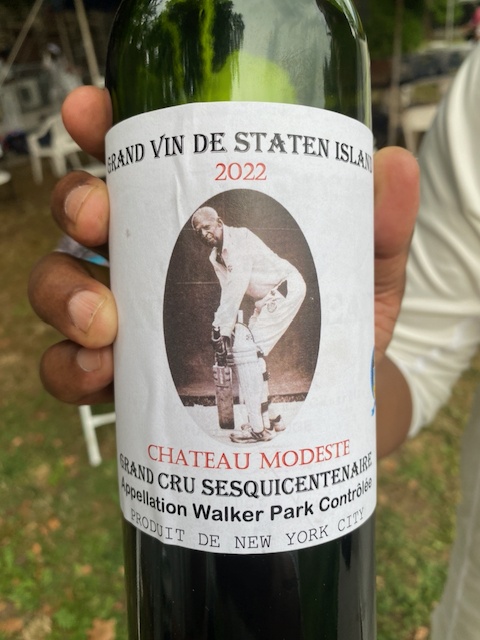 GRAND VIN DE STATEN ISLAND
2022
CHATEAU MODESTE
GRAND CRU SESQUICENTENAIRE
Appellation Walker Park Contrôlée
PRODUIT DE NEW YORK CITY